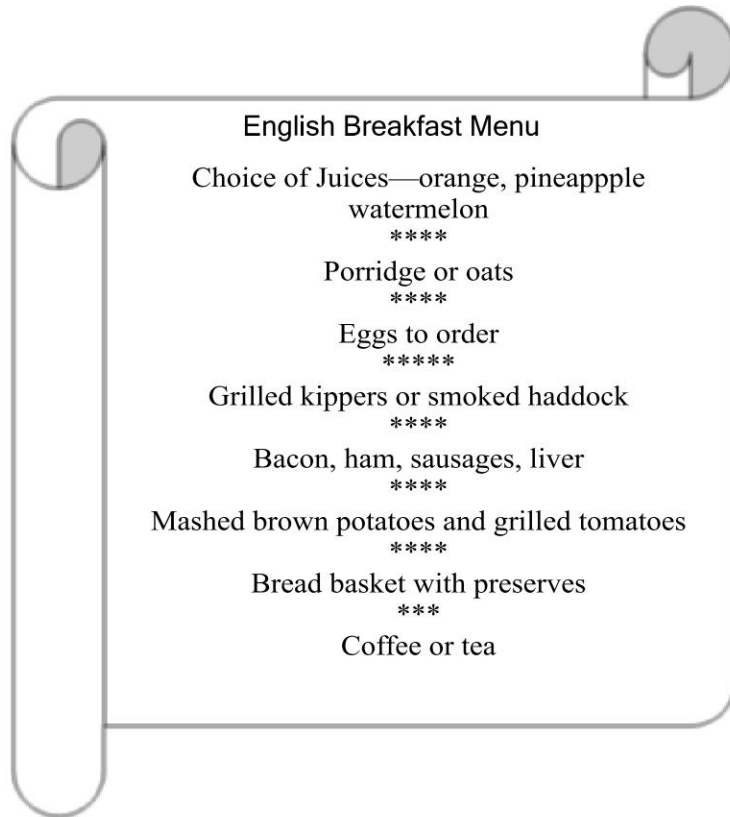 English Breakfast Menu
Choice of Juices—orange, pineappple
watermelon
****
Porridge or oats
****
Eggs to order
*****
Grilled kippers or smoked haddock
****
Bacon, ham, sausages, liver
****
Mashed brown potatoes and grilled tomatoes
****
Bread basket with preserves
***
Coffee or tea